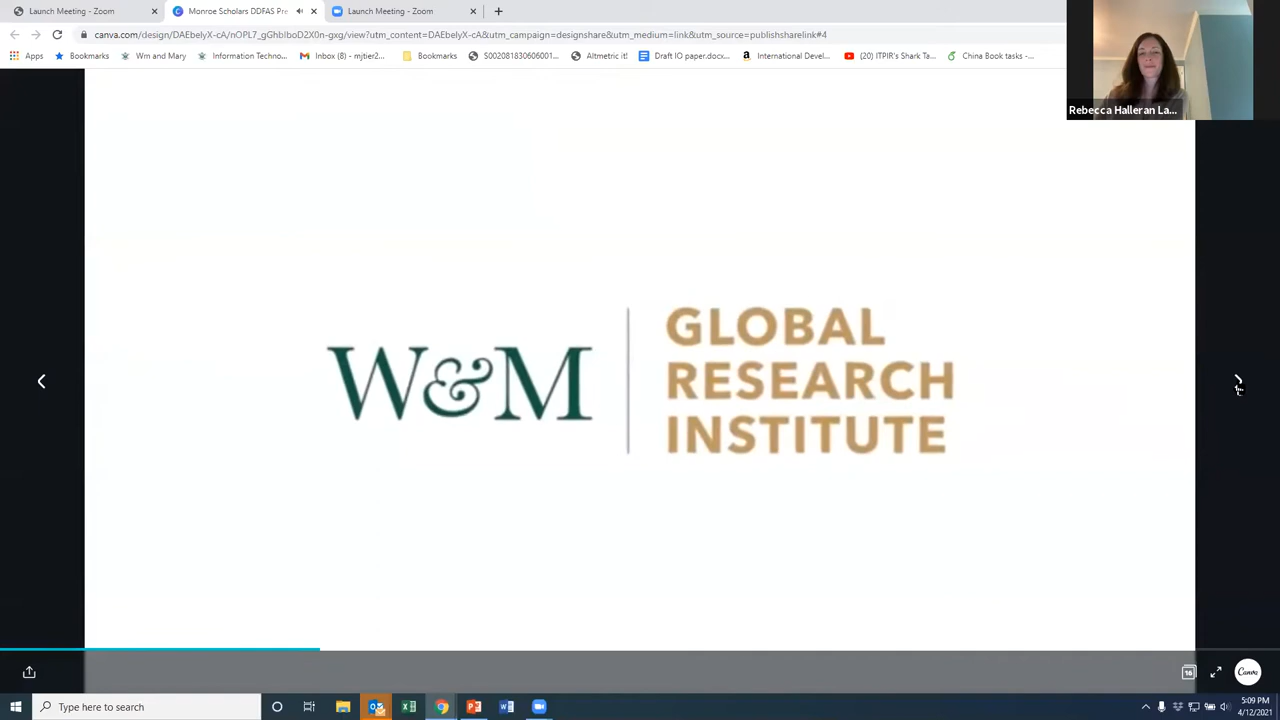 Launch Meeting - Zoom
Monroe Scholars DDFAS Pre
Launch Meeting - Zoom
canva.com/design/DAEbelyX-cA/nOPL7_gGhbIboD2X0n-gxg/view?utm_content=DAEbelyX-cA&utm_campaign=designshare&utm_medium=link&utm_source=publishsharelink#4
Apps
Bookmarks
Wm and Mary
Information Techno...
Inbox (8) - mjtier2...
Bookmarks
S002081830606001...
Altmetric it!
Draft IO paper.docx...
International Devel...
(20) ITPIR's Shark Ta...
China Book tasks -...
Rebecca Halleran La...
W&M
GLOBAL
RESEARCH
INSTITUTE
16
Canva
Type here to search
5:09 PM
4/12/2021